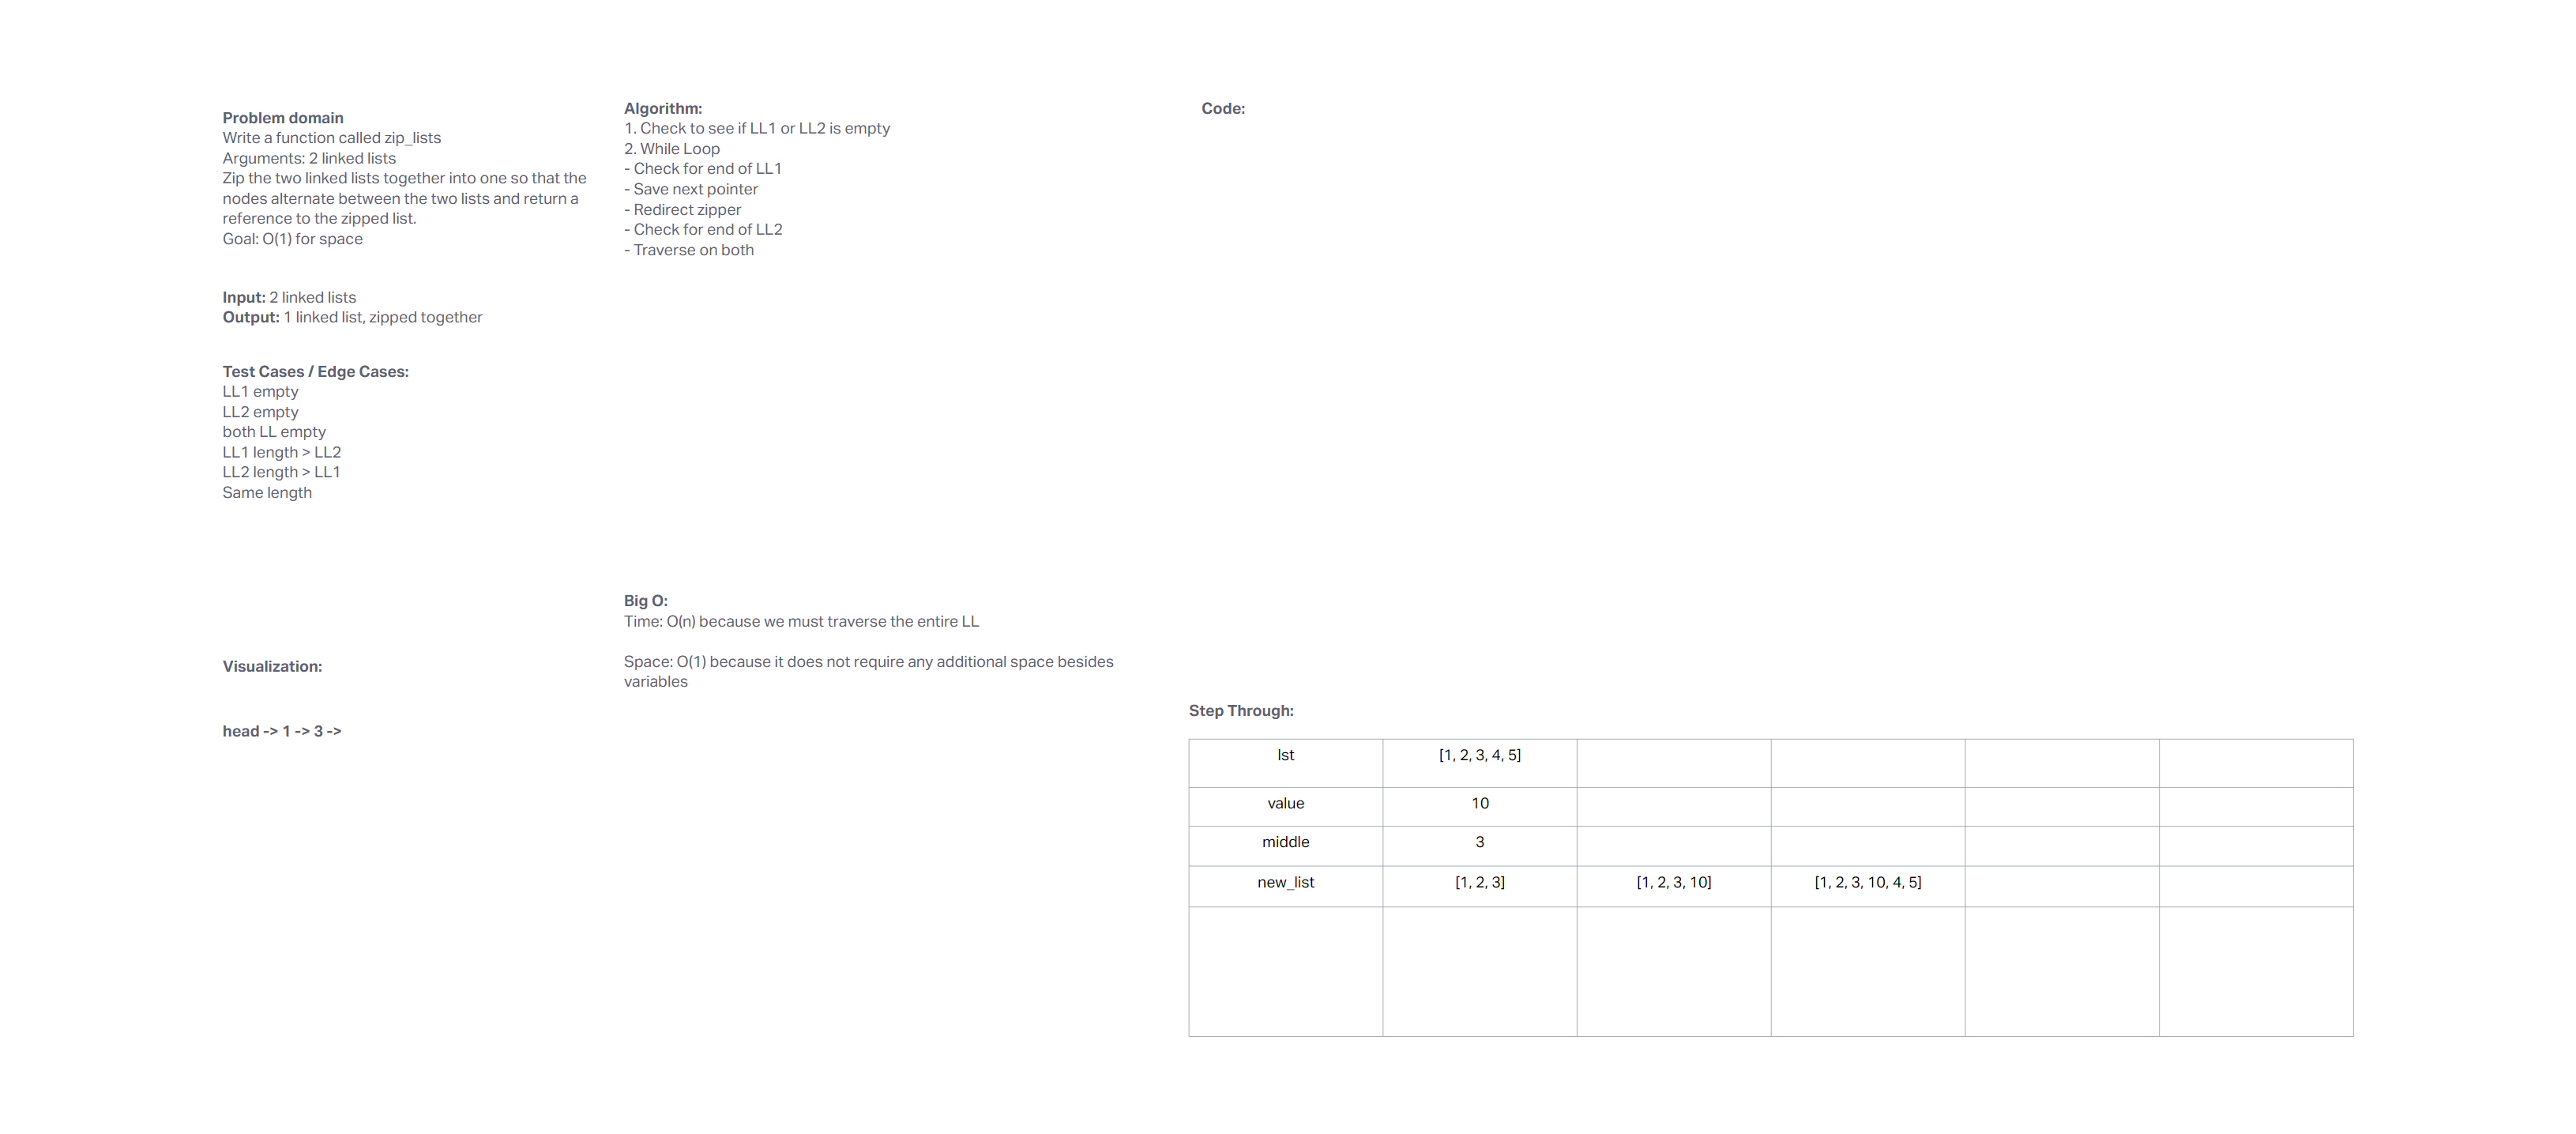 Problem domain
Write a function called zip_lists
Arguments: 2 linked lists
Zip the two linked lists together into one so that the
nodes alternate between the two lists and return a
reference to the zipped list.
Goal: O(1) for space
Input: 2 linked lists
Output: 1 linked list, zipped together
Test Cases / Edge Cases:
LL1 empty
LL2 empty
both LL empty
LL1 length > LL2
LL2 length > LL1
Same length
Visualization:
head -> 1 -> 3 ->
Algorithm:
1. Check to see if LL1 or LL2 is empty
2. While Loop
- Check for end of LL1
- Save next pointer
- Redirect zipper
- Check for end of LL2
- Traverse on both
Big O:
Time: O(n) because we must traverse the entire LL
Space: O(1) because it does not require any additional space besides
variables
Code:
Step Through:
lst [1, 2, 3, 4, 5]
value 10
middle 3
new_list [1, 2, 3] [1, 2, 3, 10] [1, 2, 3, 10, 4, 5]